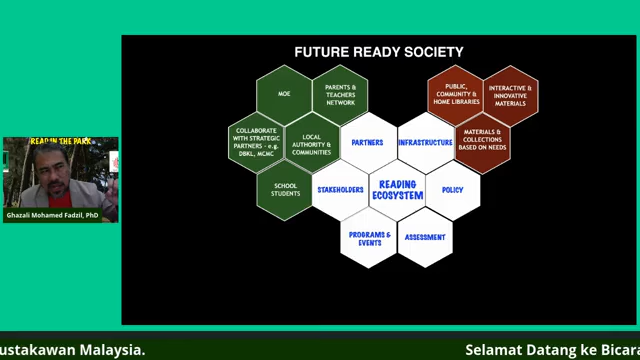 FUTURE READY SOCIETY
MOE
PARENTS &
TEACHERS
NETWORK
PUBLIC,
COMMUNITY &
HOME LIBRARIES
INTERACTIVE &
INNOVATIVE
MATERIALS
COLLABORATE
WITH STRATEGIC
PARTNERS - e.g.
DBKL, MCMC
LOCAL
AUTHORITY &
COMMUNITIES
PARTNERS
INFRASTRUCTURE
MATERIALS &
COLLECTIONS
BASED ON NEEDS
SCHOOL
STUDENTS
STAKEHOLDERS
READING
ECOSYSTEM
POLICY
PROGRAMS &
EVENTS
ASSESSMENT
READ IN THE PARK
Ghazali Mohamed Fadzil, PhD
ustakawan Malaysia.
Selamat Datang ke Bicara